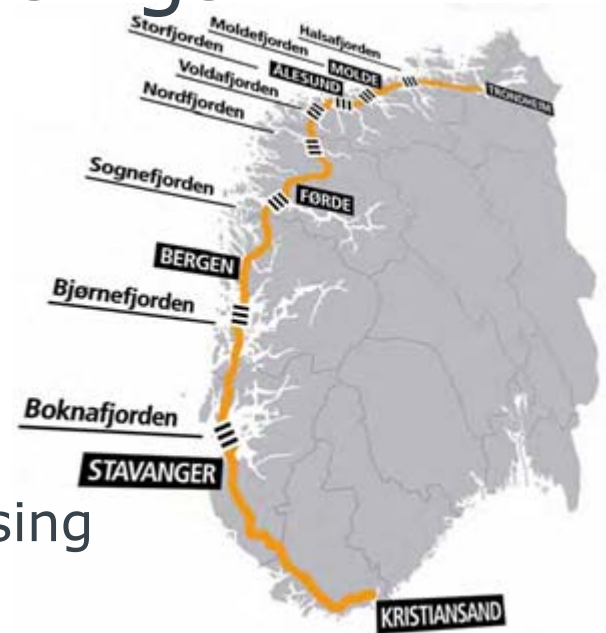 Halsafjorden
Moldefjorden
Storfjorden
MOLDE
ÅLESUND
Voldafjorden
TRONDHEIM
Nordfjorden
Sognefjorden
FØRDE
BERGEN
Bjørnefjorden
Boknafjorden
STAVANGER
sing
KRISTIANSAND